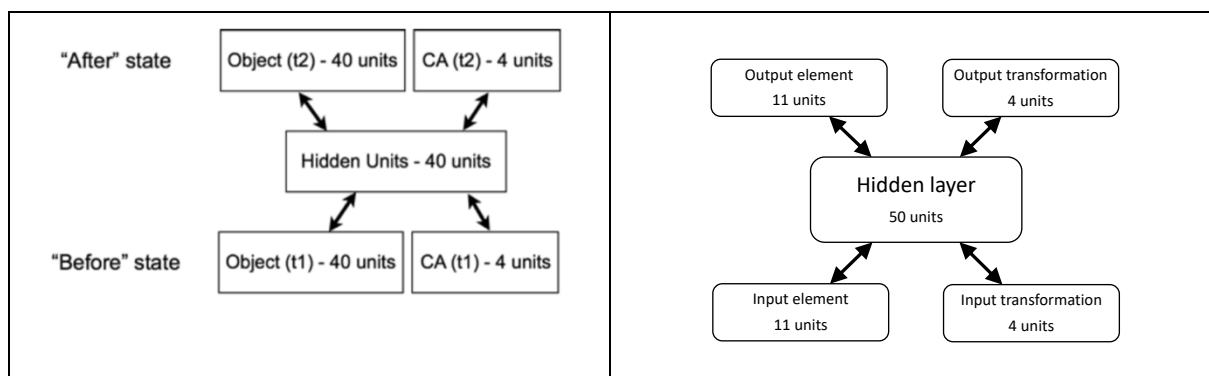 “After” state
Object (t2) - 40 units
CA (t2) - 4 units
Hidden Units - 40 units
“Before” state
Object (t1) - 40 units
CA (t1) - 4 units
Output element
11 units
Output transformation
4 units
Hidden layer
50 units
Input element
11 units
Input transformation
4 units